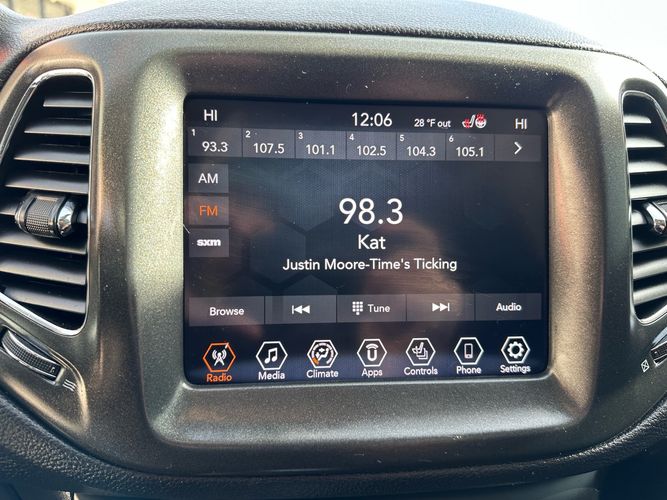 HI 12:06 28 °F out HI
1 93.3 2 107.5 3 101.1 4 102.5 5 104.3 6 105.1
AM
FM
sxm
98.3
Kat
Justin Moore-Time's Ticking
Browse Tune Audio
Radio Media Climate Apps Controls Phone Settings